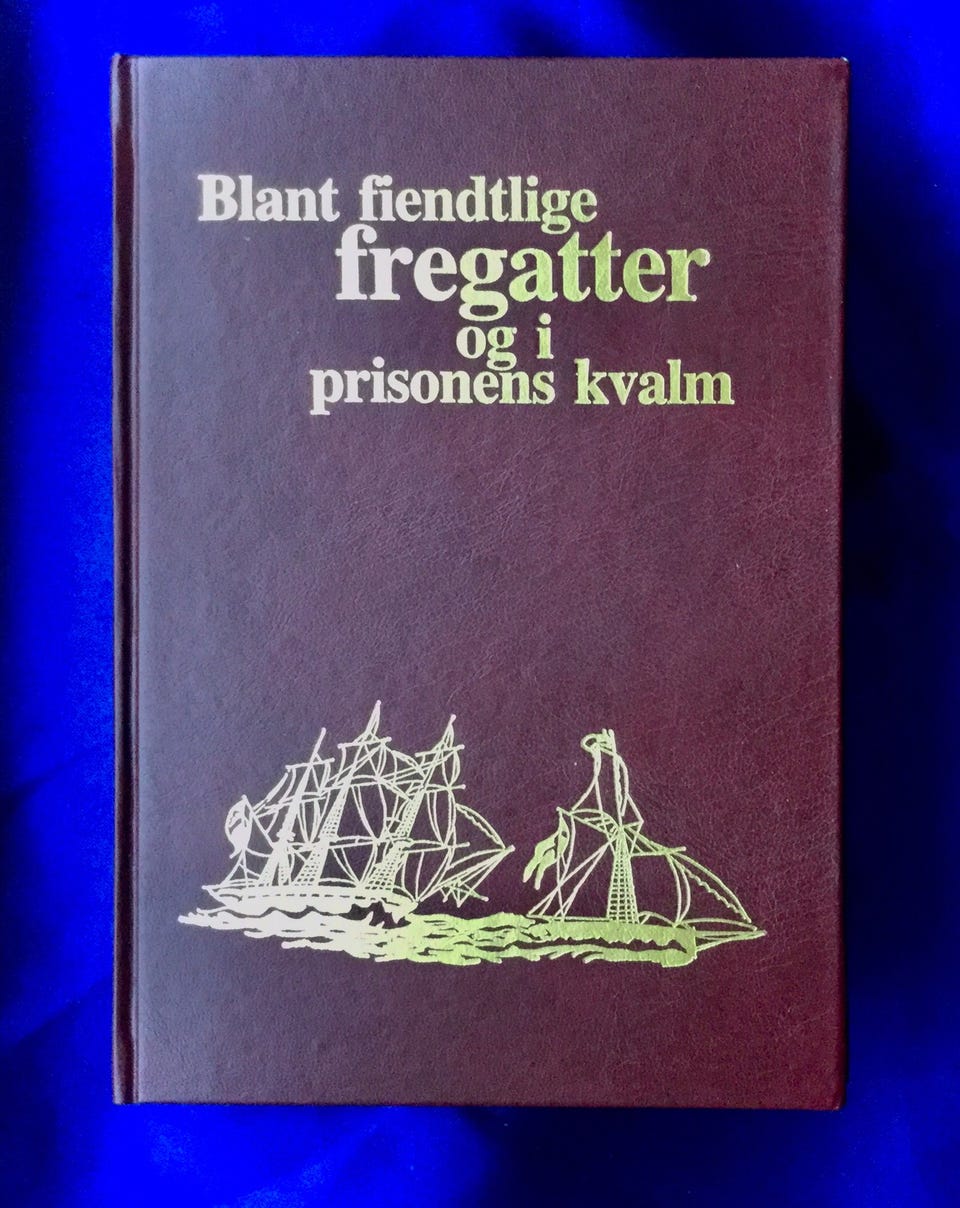 Blant fiendtlige
fregatter
og i
prisonens kvalm